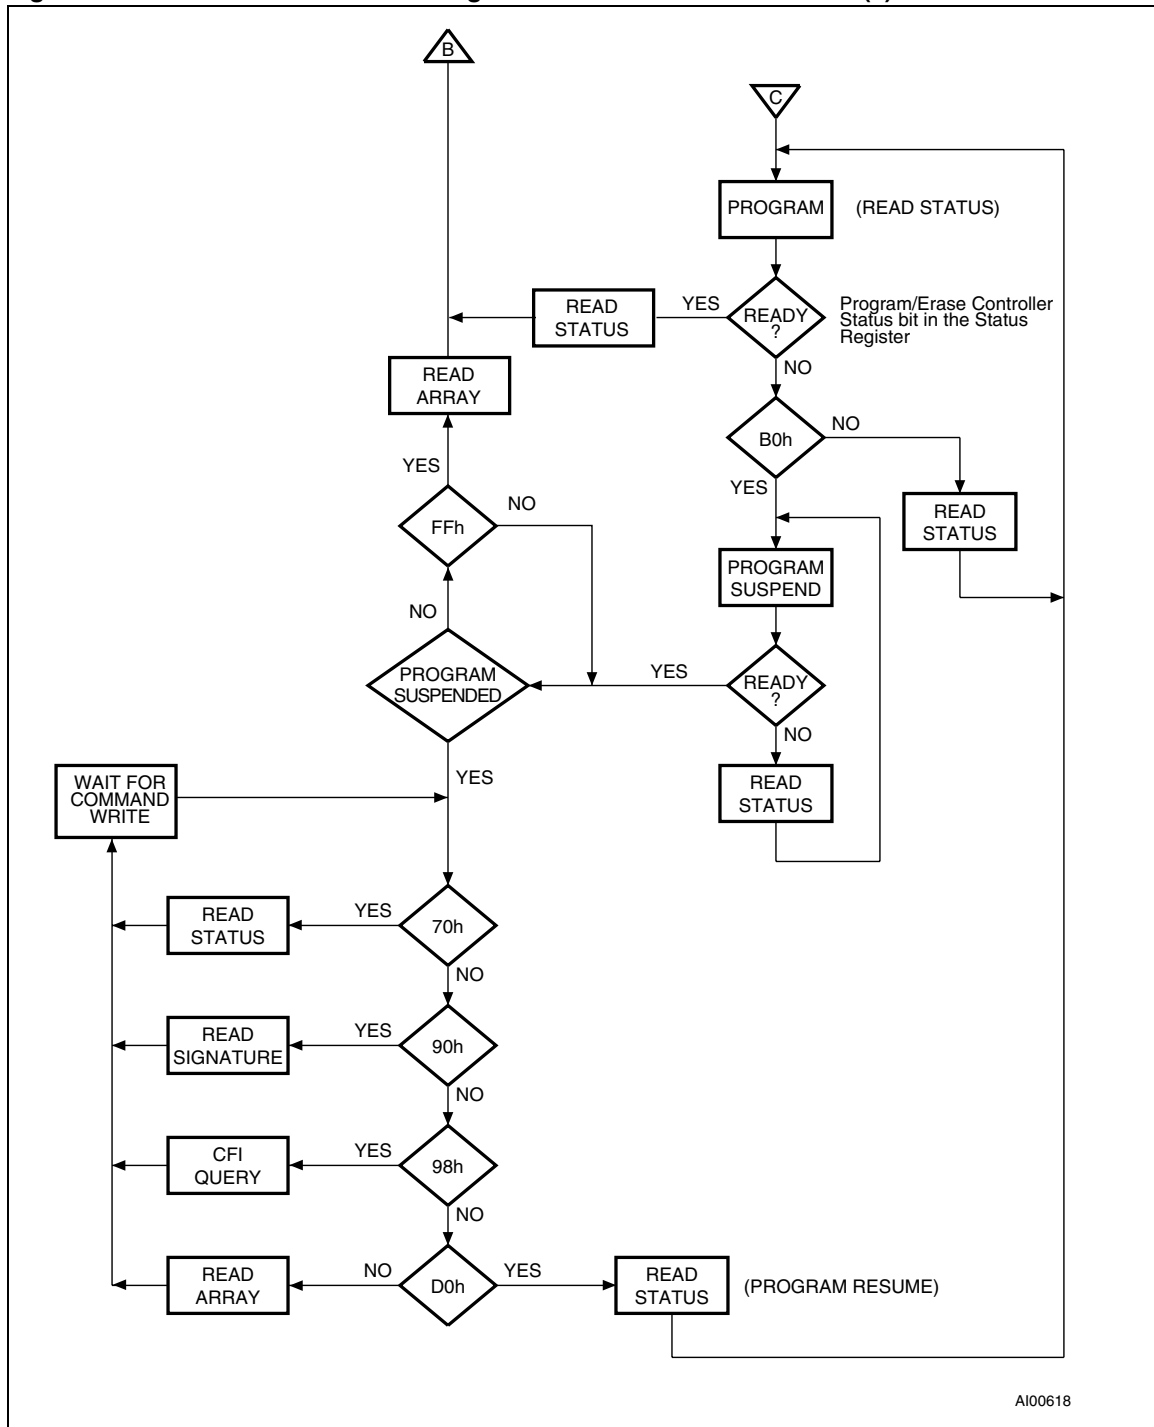 B
C
PROGRAM
(READ STATUS)
READ
STATUS
YES
READY
?
Program/Erase Controller
Status bit in the Status
Register
NO
READ
ARRAY
B0h
NO
YES
YES
FFh
NO
READ
STATUS
PROGRAM
SUSPEND
NO
PROGRAM
SUSPENDED
YES
READY
?
NO
YES
WAIT FOR
COMMAND
WRITE
READ
STATUS
READ
STATUS
YES
70h
NO
READ
SIGNATURE
YES
90h
NO
CFI
QUERY
YES
98h
NO
READ
ARRAY
NO
D0h
YES
READ
STATUS
(PROGRAM RESUME)
AI00618